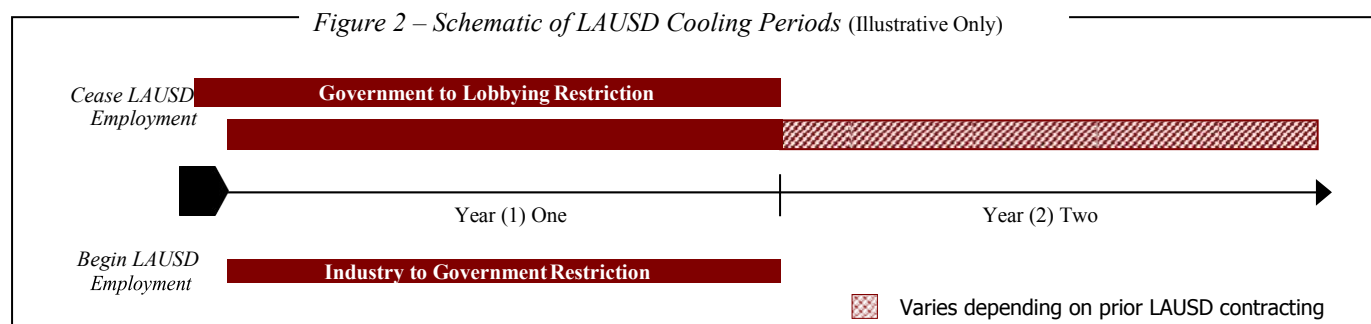 Figure 2 – Schematic of LAUSD Cooling Periods (Illustrative Only)
Cease LAUSD
Employment
Government to Lobbying Restriction
Year (1) One
Year (2) Two
Begin LAUSD
Employment
Industry to Government Restriction
Varies depending on prior LAUSD contracting